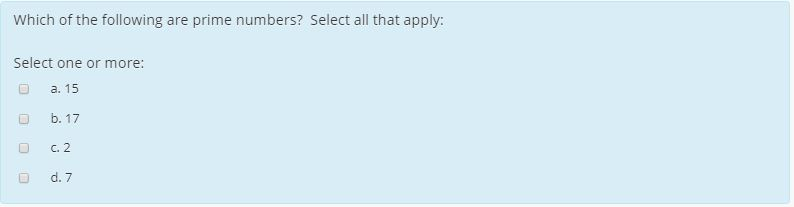 Which of the following are prime numbers?  Select all that apply:
Select one or more:
a. 15
b. 17
c. 2
d. 7